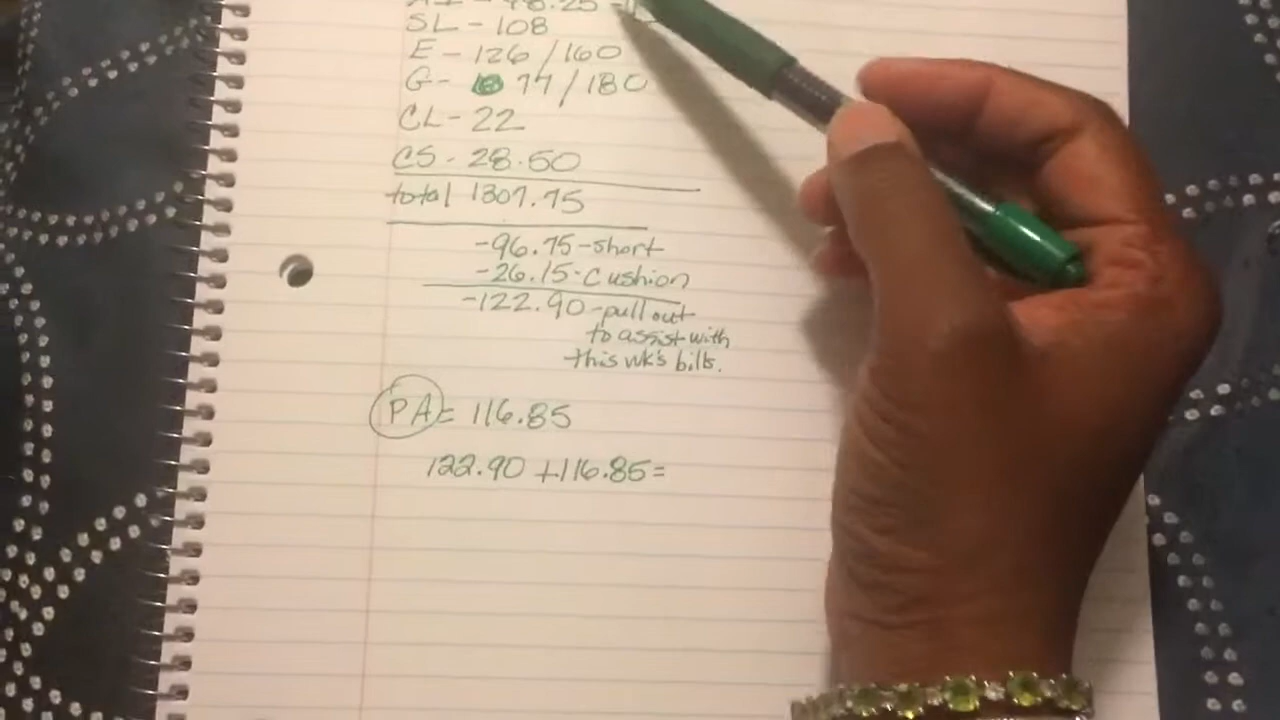 SL - 108
E - 126 / 160
G - 77 / 180
CL - 22
CS - 28.50
total 1307.75
-96.75 - short
-26.15 - Cushion
-122.90 - pull out
to assist with
this wk's bills.
PA = 116.85
122.90 + 116.85 =